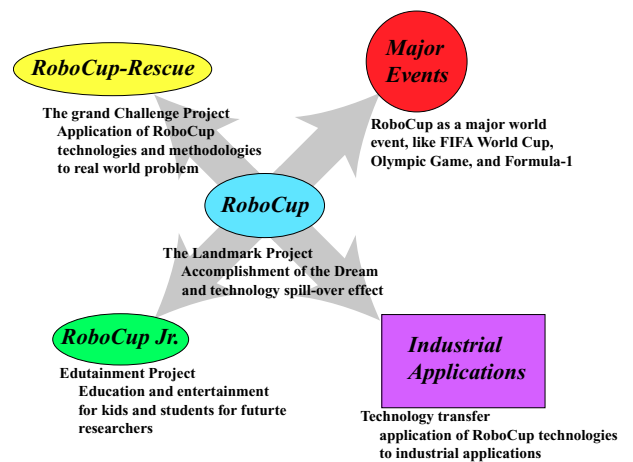 RoboCup-Rescue
The grand Challenge Project
Application of RoboCup
technologies and methodologies
to real world problem
Major
Events
RoboCup as a major world
event, like FIFA World Cup,
Olympic Game, and Formula-1
RoboCup
The Landmark Project
Accomplishment of the Dream
and technology spill-over effect
RoboCup Jr.
Edutainment Project
Education and entertainment
for kids and students for futurte
researchers
Industrial
Applications
Technology transfer
application of RoboCup technologies
to industrial applications